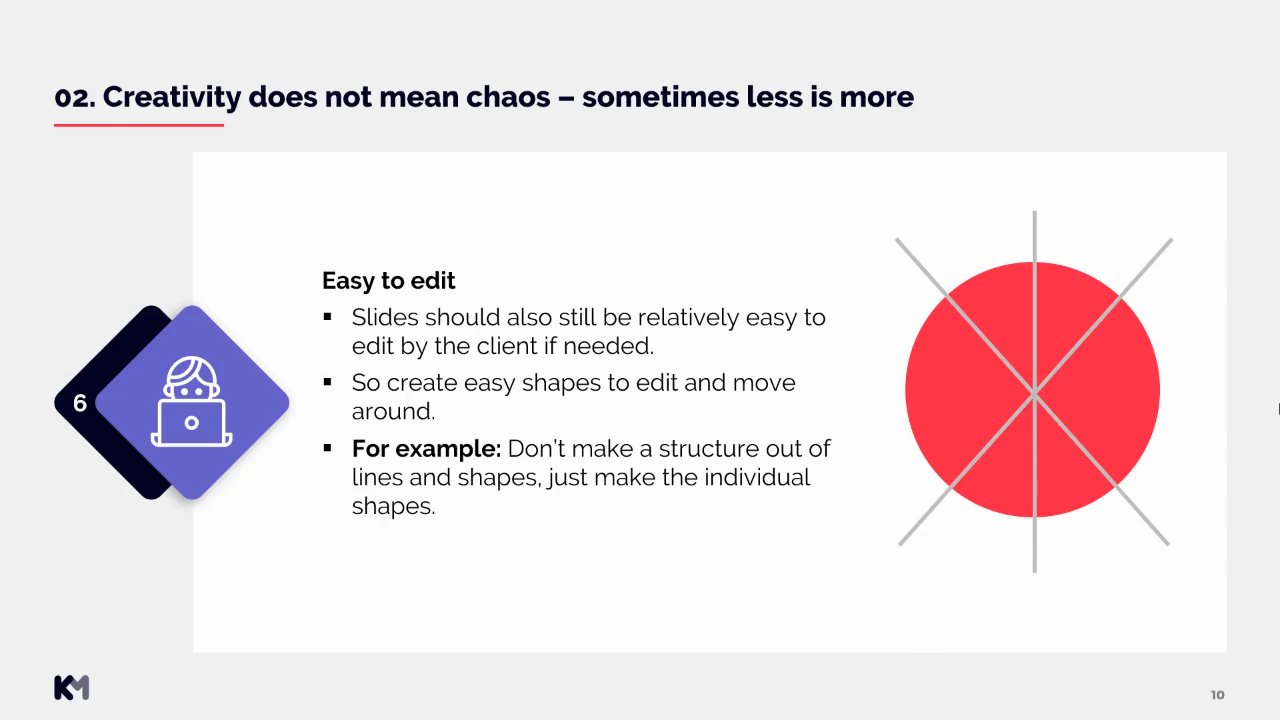 02. Creativity does not mean chaos – sometimes less is more
Easy to edit
▪ Slides should also still be relatively easy to
edit by the client if needed.
▪ So create easy shapes to edit and move
around.
▪ For example: Don't make a structure out of
lines and shapes, just make the individual
shapes.
6
KM
10